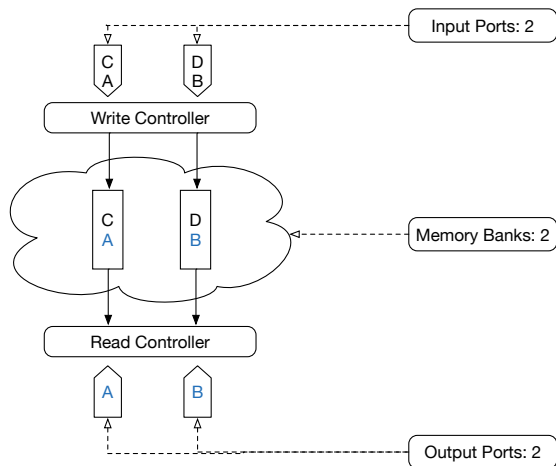 Input Ports: 2
C D
A B
Write Controller
C D
A B
Memory Banks: 2
Read Controller
A B
Output Ports: 2